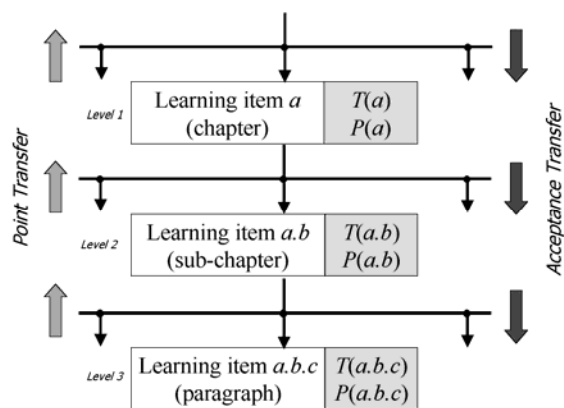 Point Transfer
Level 1
Learning item a
(chapter)
T(a)
P(a)
Level 2
Learning item a.b
(sub-chapter)
T(a.b)
P(a.b)
Level 3
Learning item a.b.c
(paragraph)
T(a.b.c)
P(a.b.c)
Acceptance Transfer